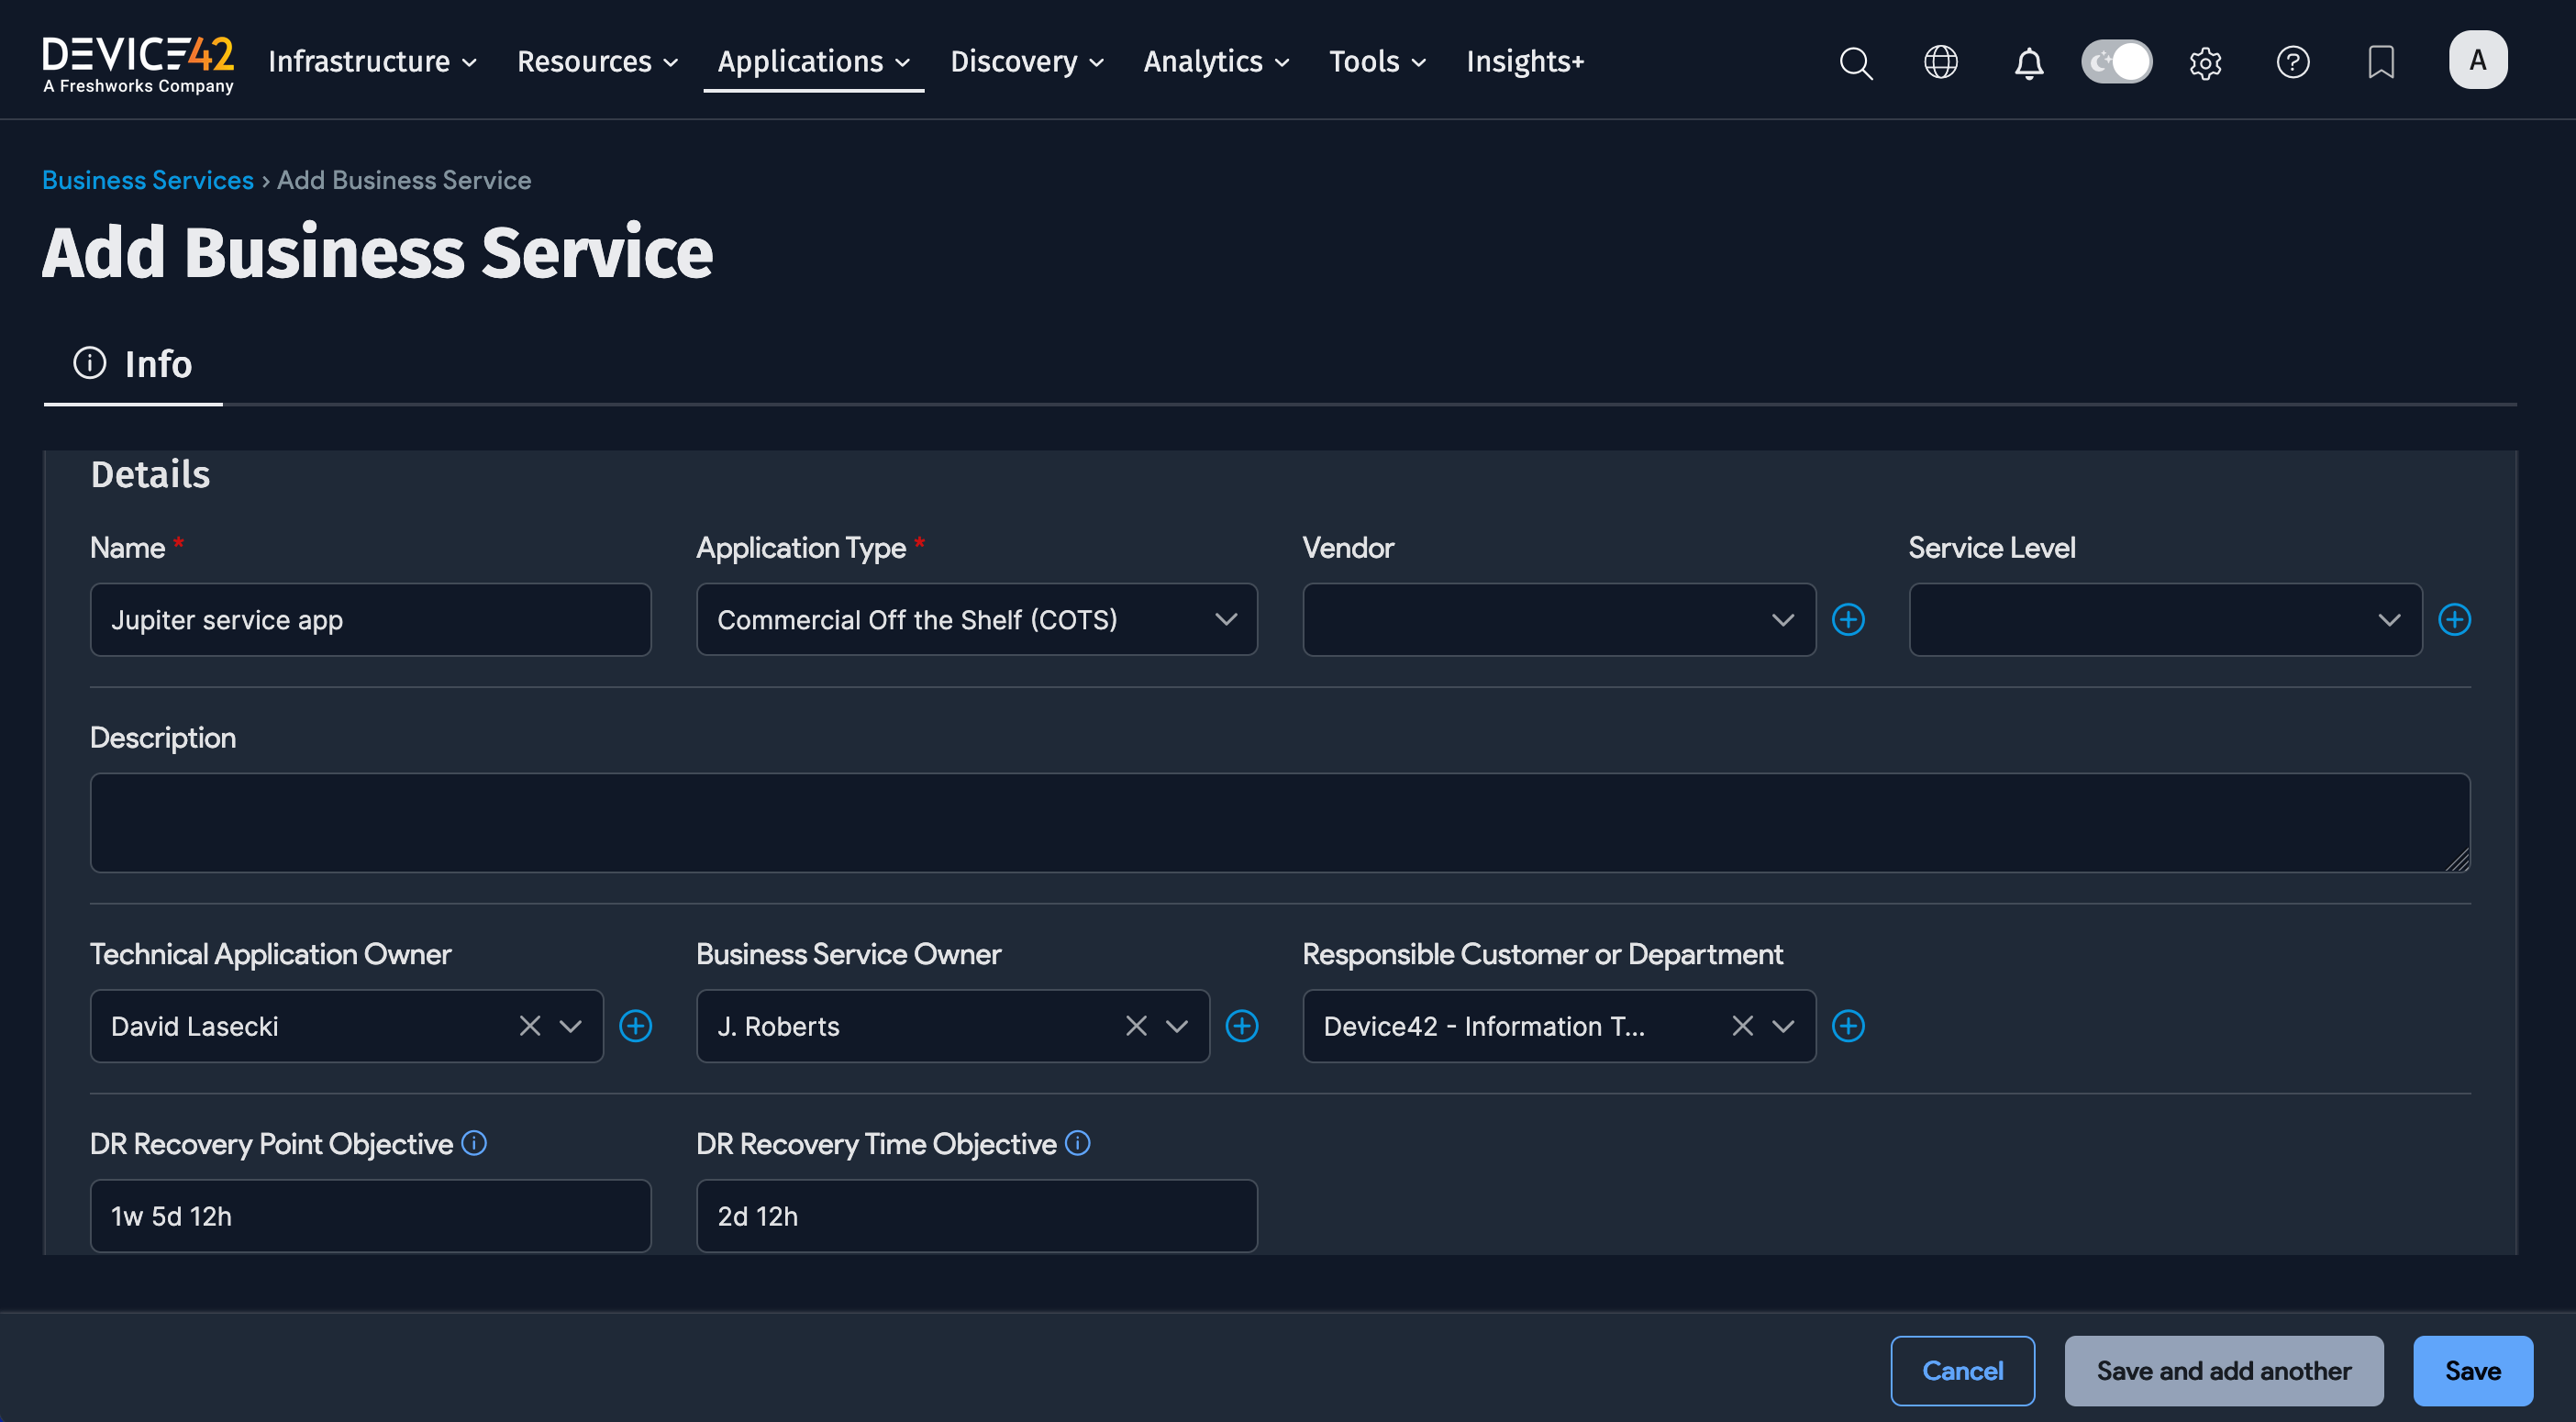 DEVICE42
A Freshworks Company
Infrastructure Resources Applications Discovery Analytics Tools Insights+
A
Business Services › Add Business Service
Add Business Service
Info
Details
Name * Application Type * Vendor Service Level
Jupiter service app Commercial Off the Shelf (COTS)
Description
Technical Application Owner Business Service Owner Responsible Customer or Department
David Lasecki J. Roberts Device42 - Information T...
DR Recovery Point Objective DR Recovery Time Objective
1w 5d 12h 2d 12h
Cancel Save and add another Save